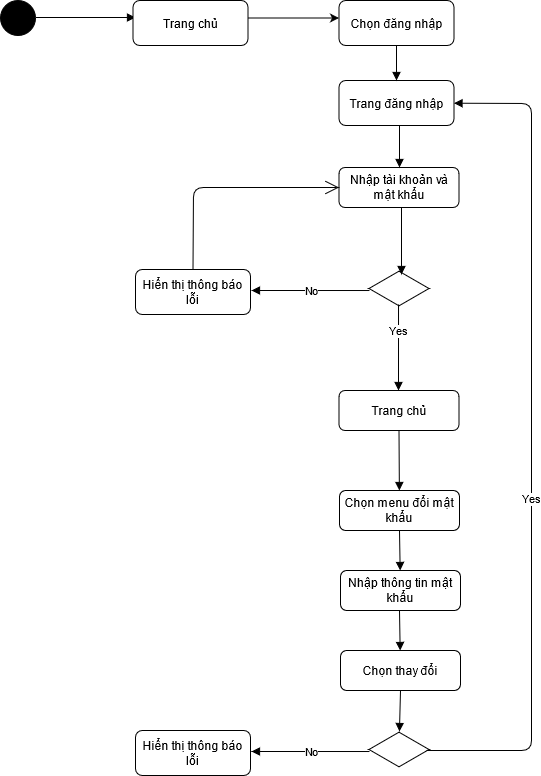 Trang chủ
Chọn đăng nhập
Trang đăng nhập
Nhập tài khoản và
mật khẩu
Hiển thị thông báo
lỗi
No
Yes
Trang chủ
Chọn menu đổi mật
khẩu
Yes
Nhập thông tin mật
khẩu
Chọn thay đổi
Hiển thị thông báo
lỗi
No